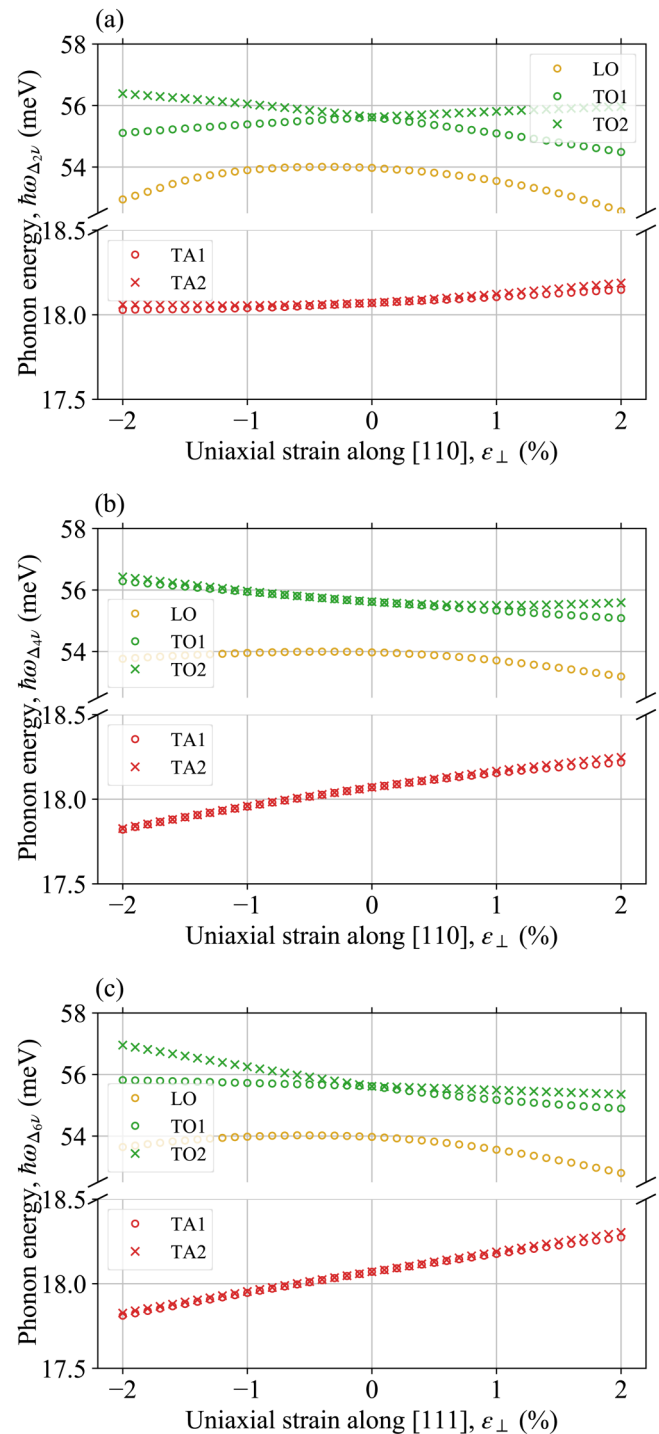 (a)
Phonon energy, ℏω_{Δ₂ν} (meV)
58
56
54
18.5
18.0
17.5
LO
TO1
TO2
TA1
TA2
−2 −1 0 1 2
Uniaxial strain along [110], ε⊥ (%)
(b)
Phonon energy, ℏω_{Δ₄ν} (meV)
58
56
54
18.5
18.0
17.5
LO
TO1
TO2
TA1
TA2
−2 −1 0 1 2
Uniaxial strain along [110], ε⊥ (%)
(c)
Phonon energy, ℏω_{Δ₆ν} (meV)
58
56
54
18.5
18.0
17.5
LO
TO1
TO2
TA1
TA2
−2 −1 0 1 2
Uniaxial strain along [111], ε⊥ (%)